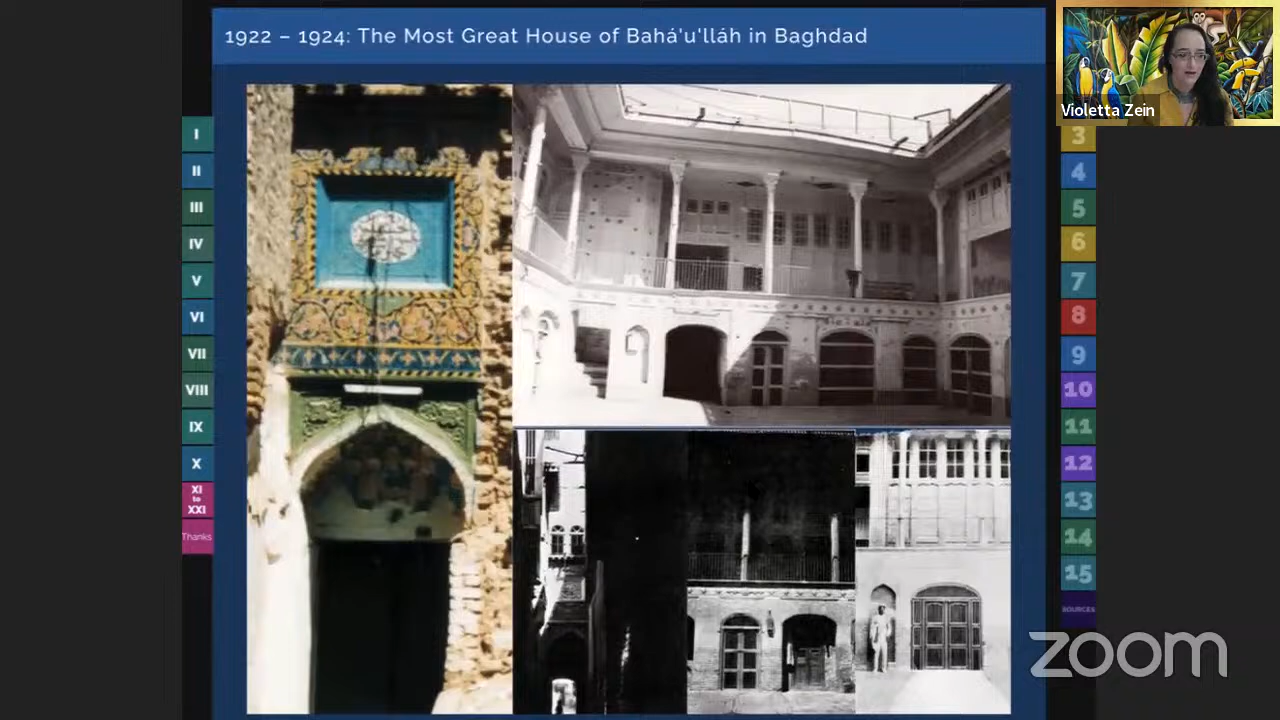 1922 – 1924: The Most Great House of Bahá'u'lláh in Baghdad
Violetta Zein
I
II
III
IV
V
VI
VII
VIII
IX
X
XI
to
XXI
Thanks
3
4
5
6
7
8
9
10
11
12
13
14
15
SOURCES
zoom